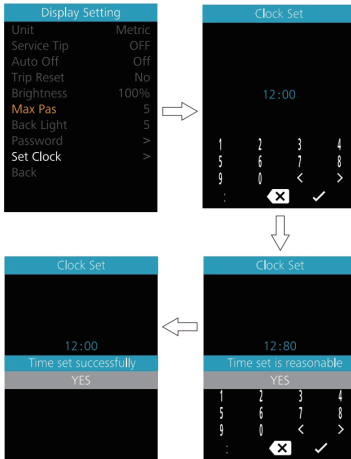 Display Setting
Unit Metric
Service Tip OFF
Auto Off Off
Trip Reset No
Brightness 100%
Max Pas 5
Back Light 5
Password >
Set Clock >
Back
Clock Set
12:00
1 2 3 4
5 6 7 8
9 0 < >
: ✓
Clock Set
12:00
Time set successfully
YES
Clock Set
12:80
Time set is reasonable
YES
1 2 3 4
5 6 7 8
9 0 < >
: ✓